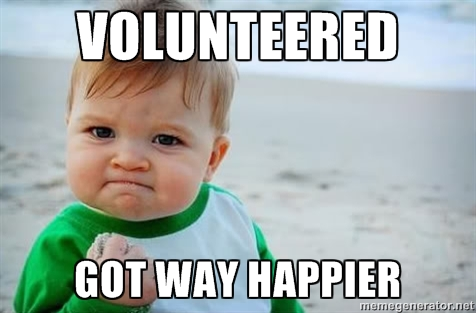 VOLUNTEERED
GOT WAY HAPPIER
memegenerator.net